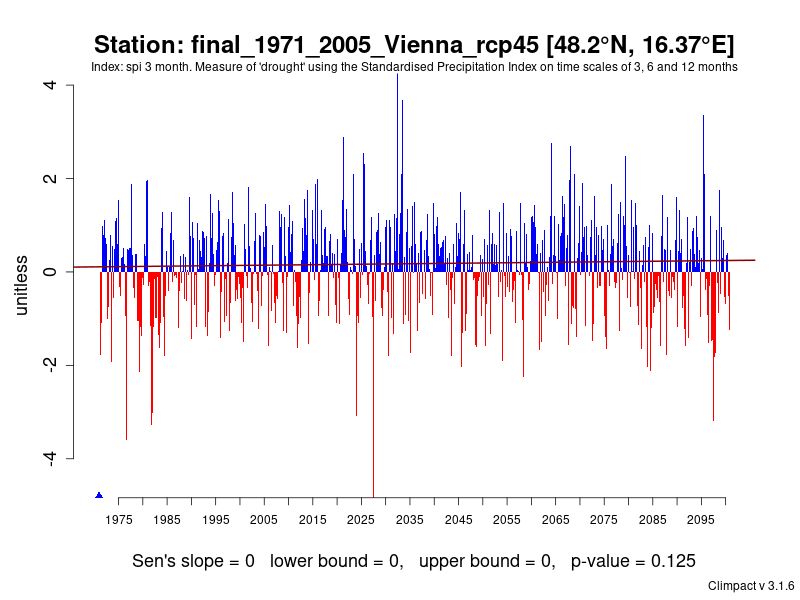 Station: final_1971_2005_Vienna_rcp45 [48.2°N, 16.37°E]
Index: spi 3 month. Measure of 'drought' using the Standardised Precipitation Index on time scales of 3, 6 and 12 months
4
2
0
-2
-4
unitless
1975 1985 1995 2005 2015 2025 2035 2045 2055 2065 2075 2085 2095
Sen's slope = 0 lower bound = 0, upper bound = 0, p-value = 0.125
Climpact v 3.1.6